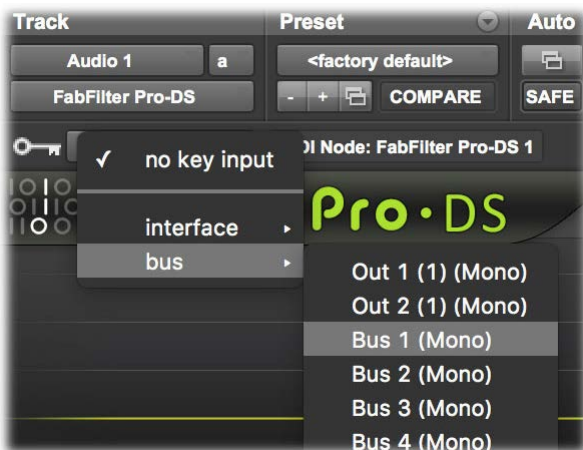 Track Preset Auto
Audio 1 a <factory default>
FabFilter Pro-DS - + COMPARE SAFE
no key input DI Node: FabFilter Pro-DS 1
Pro·DS
interface
bus
Out 1 (1) (Mono)
Out 2 (1) (Mono)
Bus 1 (Mono)
Bus 2 (Mono)
Bus 3 (Mono)
Bus 4 (Mono)